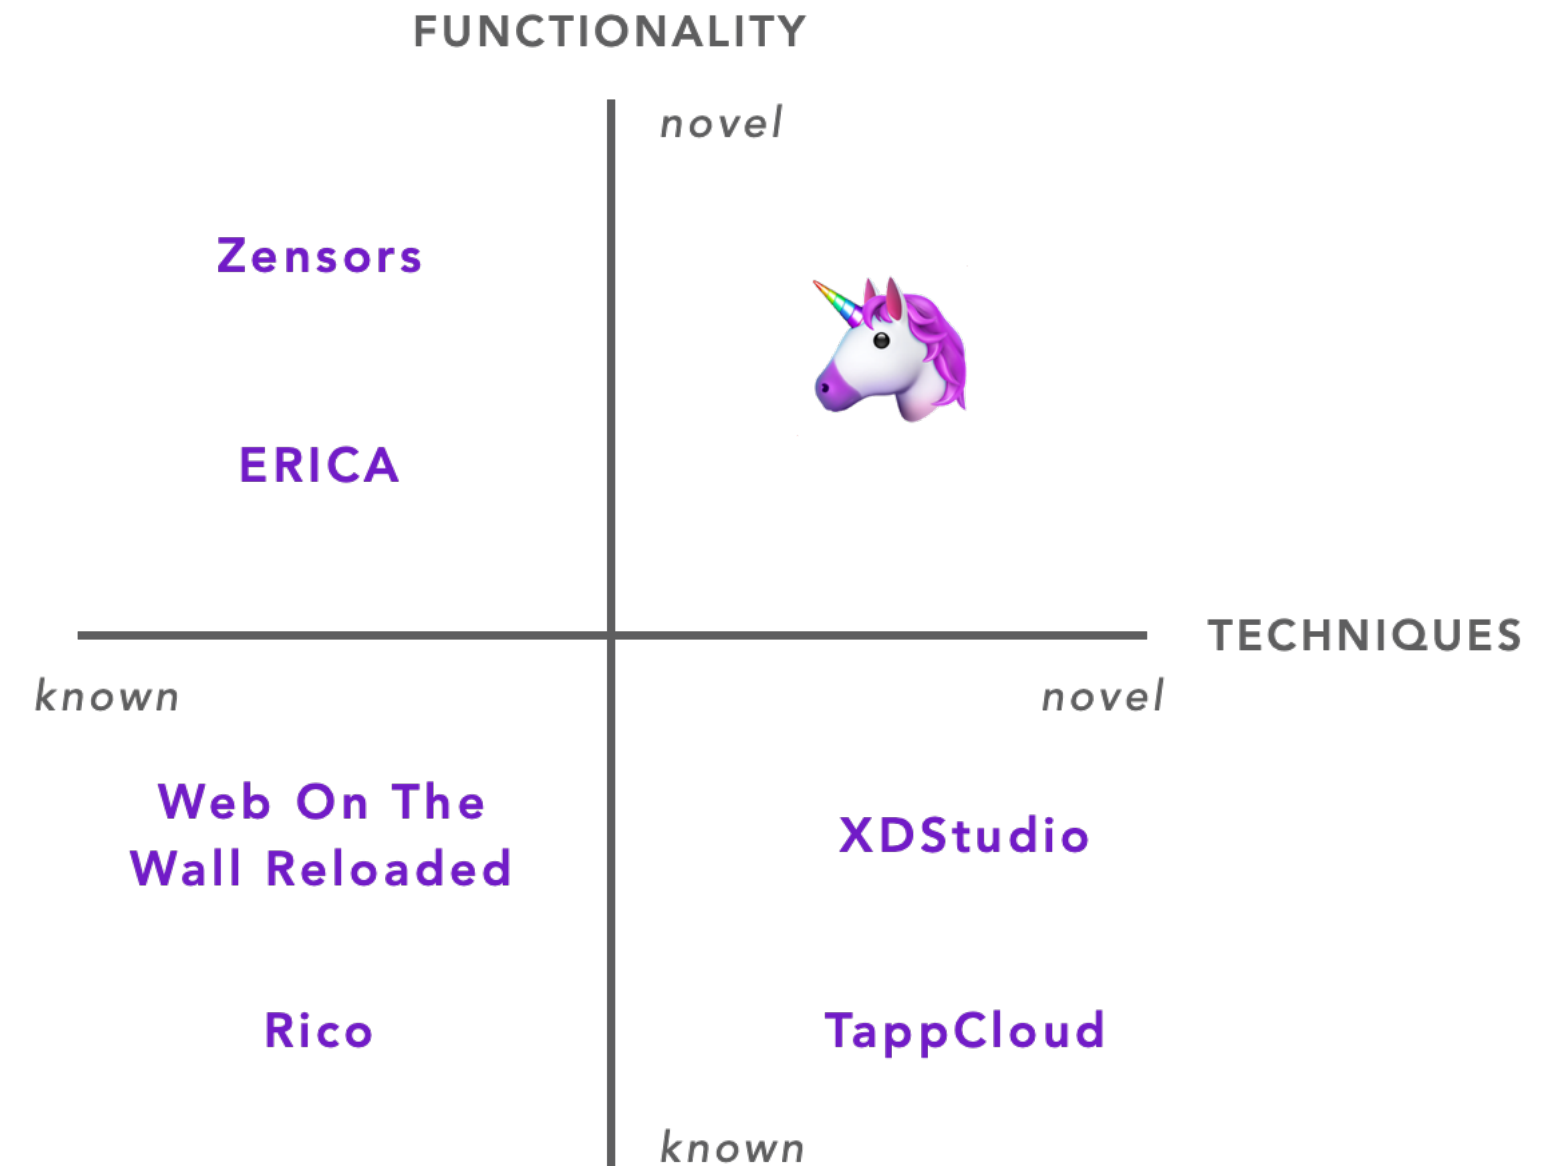 FUNCTIONALITY
novel
Zensors
ERICA
TECHNIQUES
known
novel
Web On The
Wall Reloaded
XDStudio
Rico
TappCloud
known